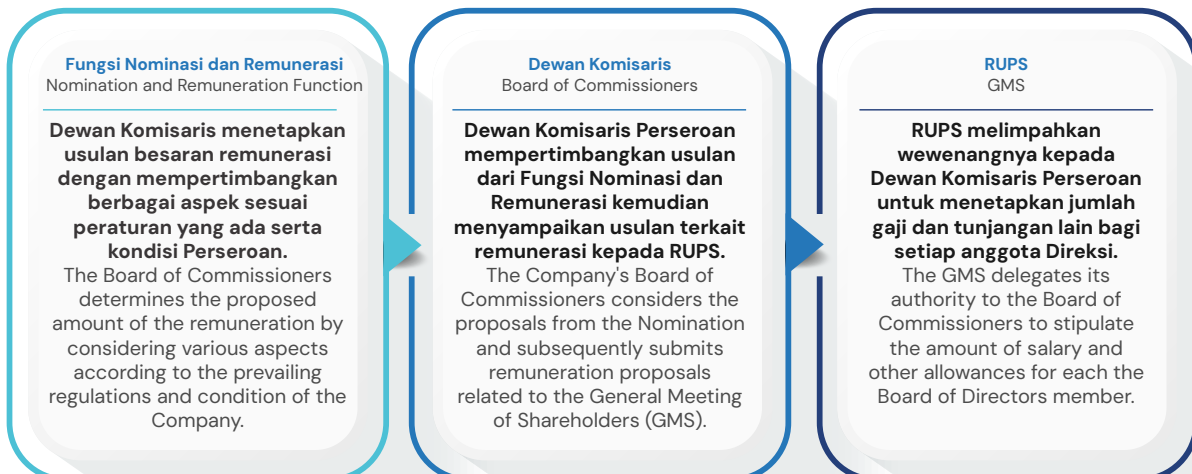 Fungsi Nominasi dan Remunerasi
Nomination and Remuneration Function
Dewan Komisaris menetapkan
usulan besaran remunerasi
dengan mempertimbangkan
berbagai aspek sesuai
peraturan yang ada serta
kondisi Perseroan.
The Board of Commissioners
determines the proposed
amount of the remuneration by
considering various aspects
according to the prevailing
regulations and condition of the
Company.
Dewan Komisaris
Board of Commissioners
Dewan Komisaris Perseroan
mempertimbangkan usulan
dari Fungsi Nominasi dan
Remunerasi kemudian
menyampaikan usulan terkait
remunerasi kepada RUPS.
The Company's Board of
Commissioners considers the
proposals from the Nomination
and subsequently submits
remuneration proposals
related to the General Meeting
of Shareholders (GMS).
RUPS
GMS
RUPS melimpahkan
wewenangnya kepada
Dewan Komisaris Perseroan
untuk menetapkan jumlah
gaji dan tunjangan lain bagi
setiap anggota Direksi.
The GMS delegates its
authority to the Board of
Commissioners to stipulate
the amount of salary and
other allowances for each the
Board of Directors member.